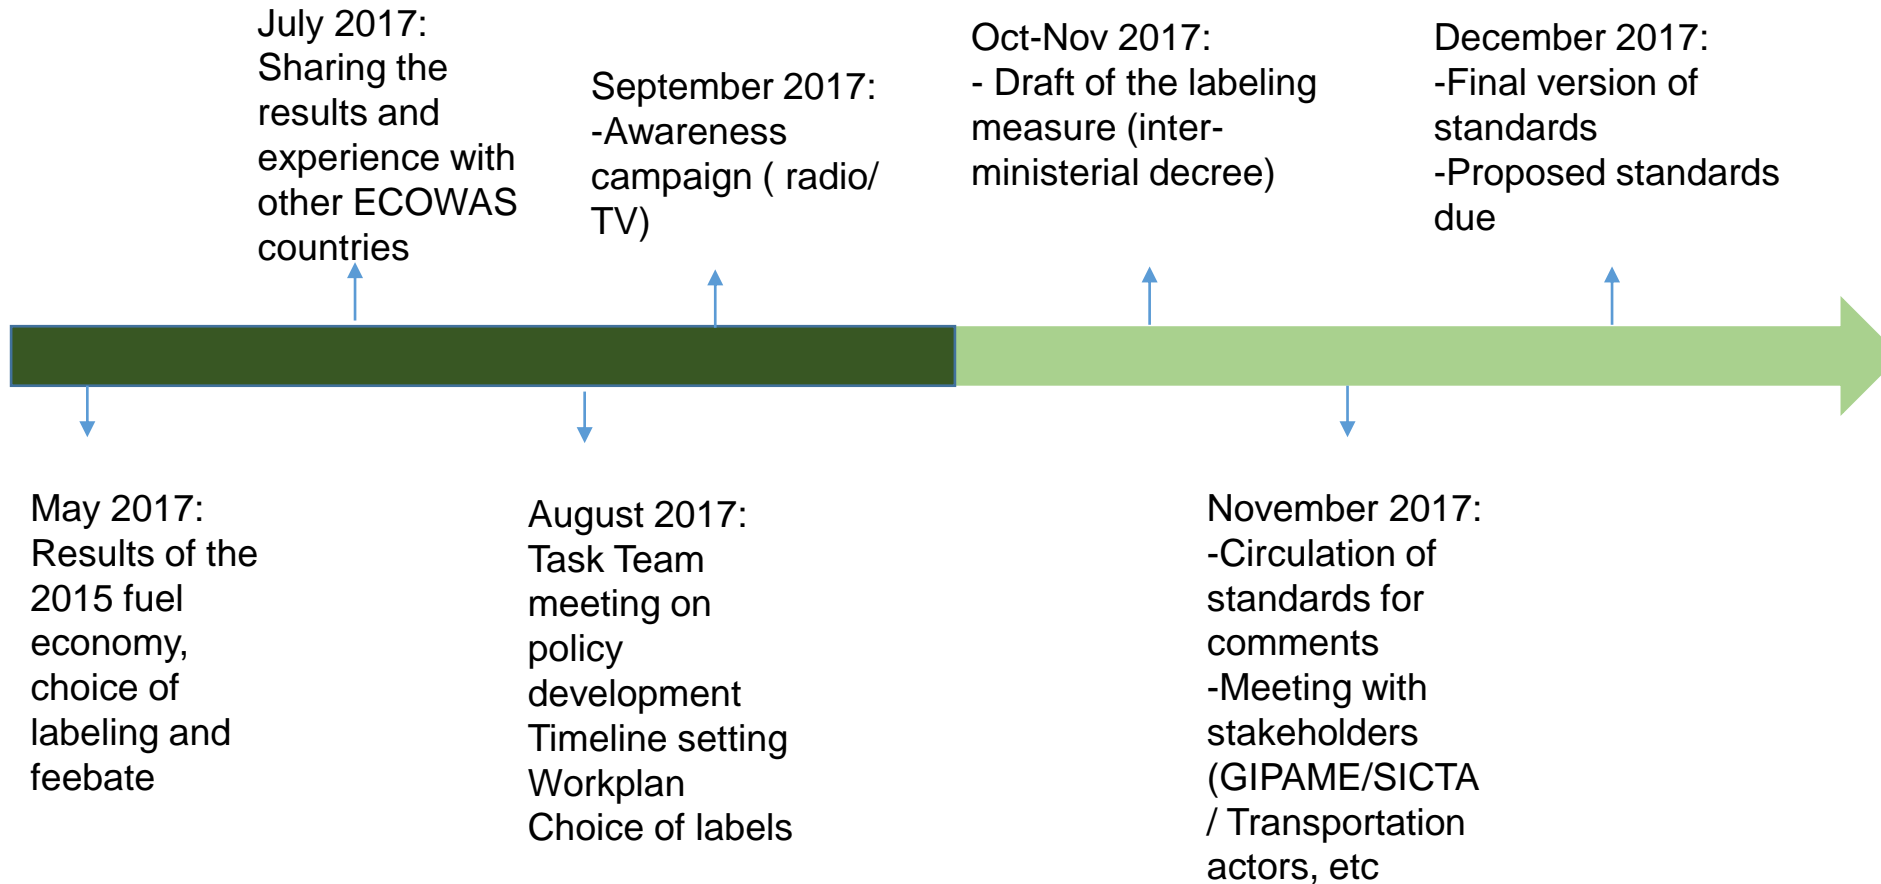 July 2017:
Sharing the
results and
experience with
other ECOWAS
countries
September 2017:
-Awareness
campaign ( radio/
TV)
Oct-Nov 2017:
- Draft of the labeling
measure (inter-
ministerial decree)
December 2017:
-Final version of
standards
-Proposed standards
due
May 2017:
Results of the
2015 fuel
economy,
choice of
labeling and
feebate
August 2017:
Task Team
meeting on
policy
development
Timeline setting
Workplan
Choice of labels
November 2017:
-Circulation of
standards for
comments
-Meeting with
stakeholders
(GIPAME/SICTA
/ Transportation
actors, etc